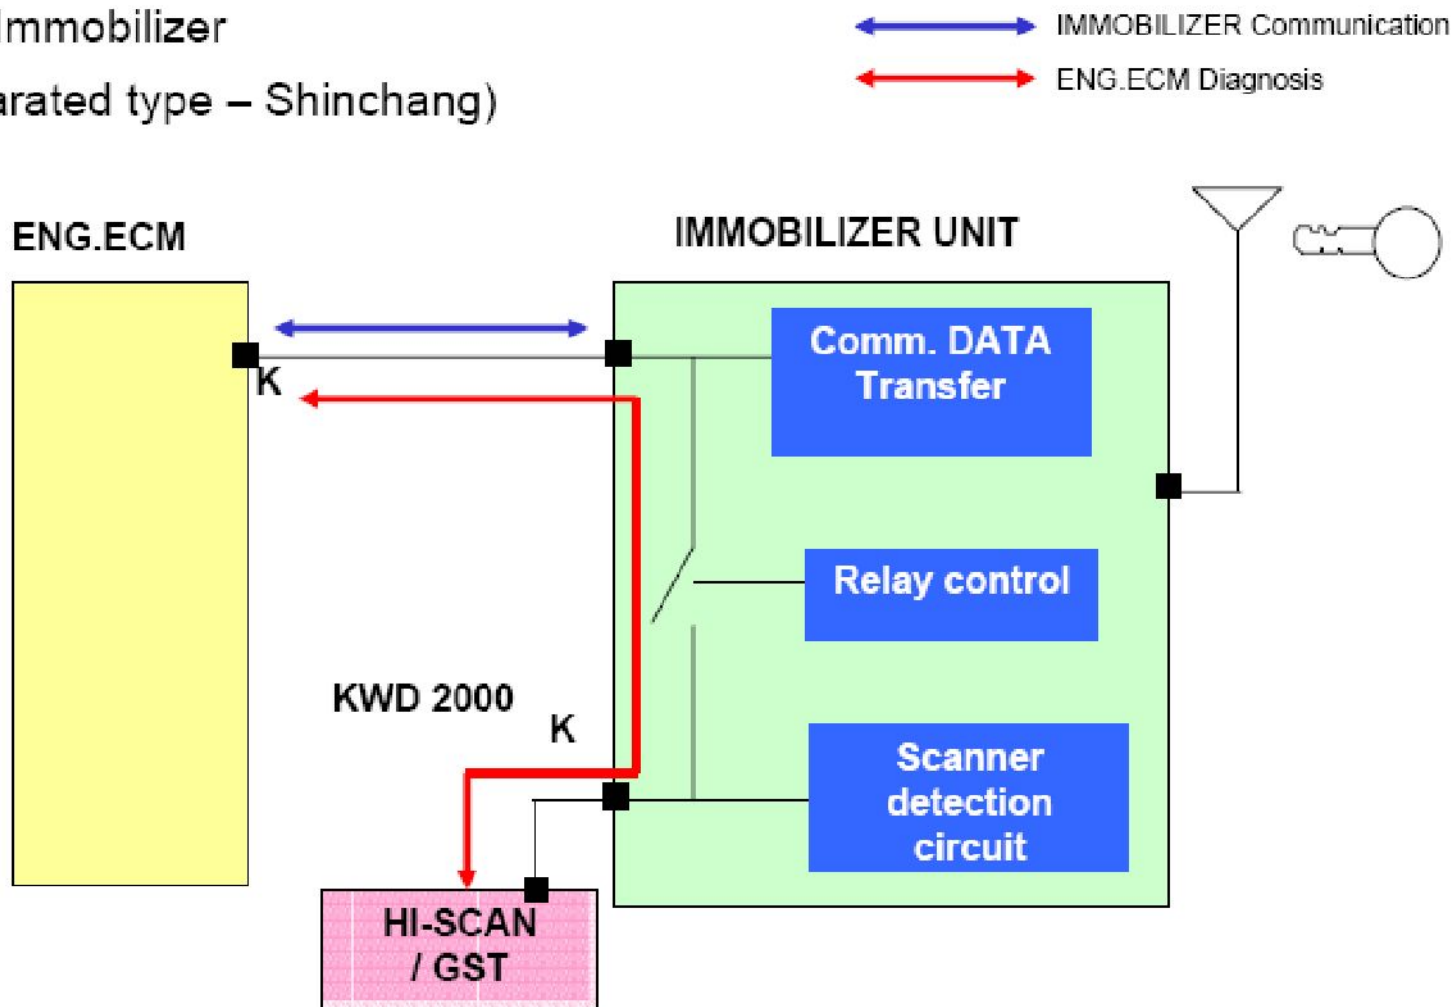 Immobilizer
arated type – Shinchang)
IMMOBILIZER Communication
ENG.ECM Diagnosis
ENG.ECM
IMMOBILIZER UNIT
K
Comm. DATA
Transfer
Relay control
KWD 2000
K
Scanner
detection
circuit
HI-SCAN
/ GST